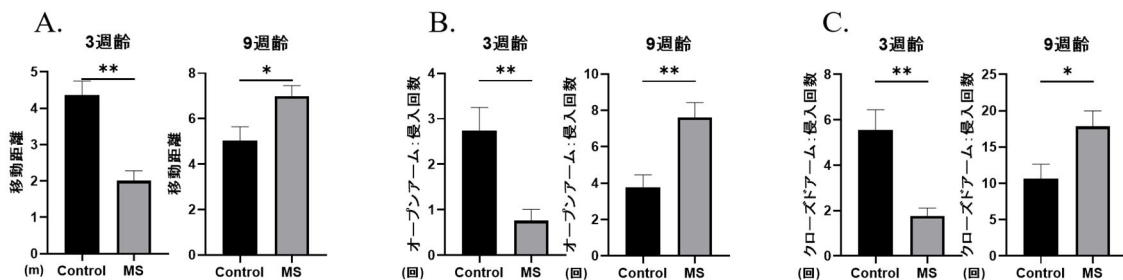 A.
3週齢
**
移動距離
5
4
3
2
1
0
(m)
Control
MS
9週齢
*
移動距離
8
6
4
2
0
Control
MS
B.
3週齢
**
オープンアーム:侵入回数
4
3
2
1
0
(回)
Control
MS
9週齢
**
オープンアーム:侵入回数
8
6
4
2
0
(回)
Control
MS
C.
3週齢
**
クローズドアーム:侵入回数
8
6
4
2
0
(回)
Control
MS
9週齢
*
クローズドアーム:侵入回数
25
20
15
10
5
0
(回)
Control
MS